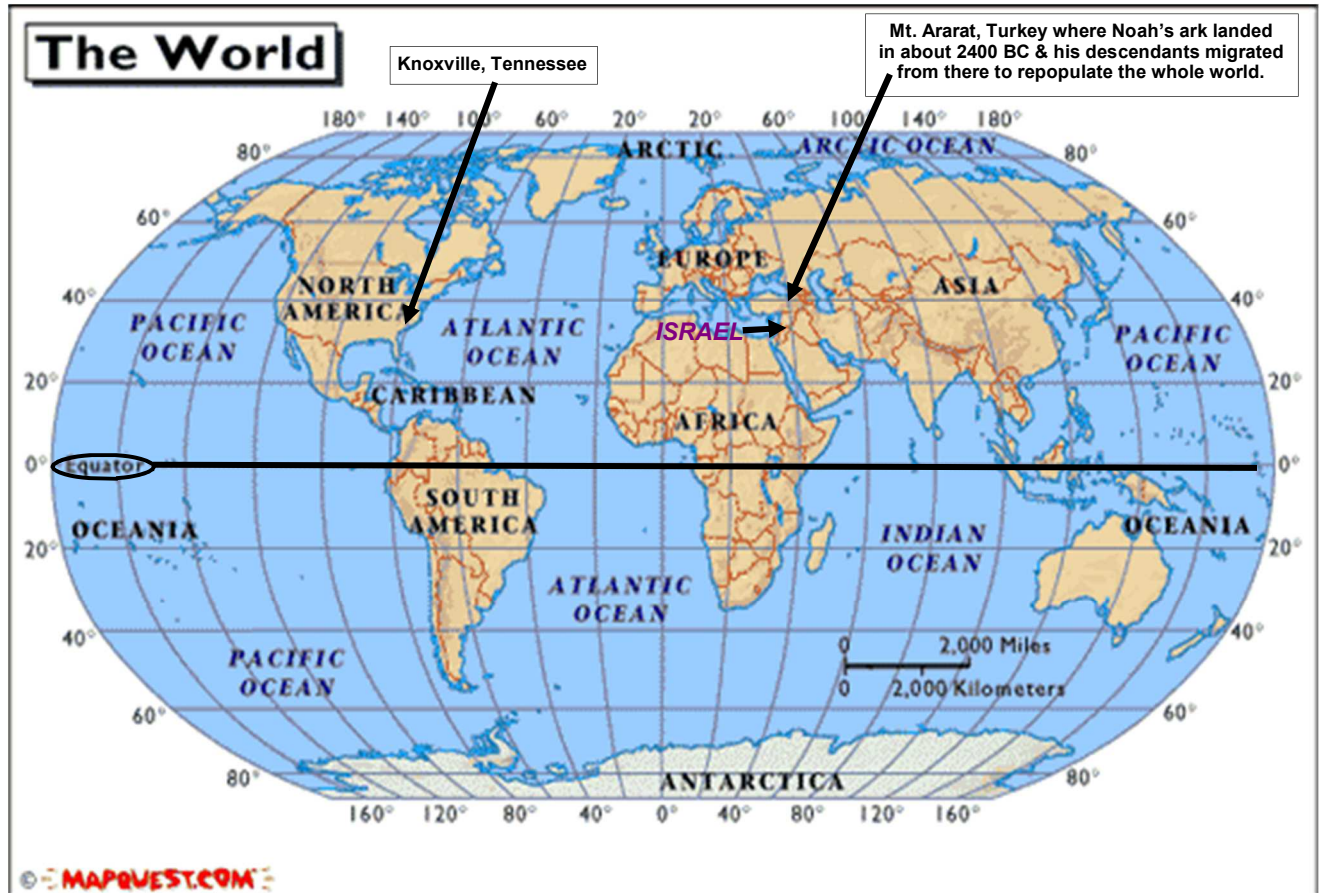 The World
Knoxville, Tennessee
Mt. Ararat, Turkey where Noah's ark landed
in about 2400 BC & his descendants migrated
from there to repopulate the whole world.
180° 140° 100° 60° 20° 20° 60° 100° 140° 180°
ARCTIC
ARCTIC OCEAN
80° 80°
60° 60°
EUROPE
NORTH
AMERICA
ASIA
40° 40°
PACIFIC
OCEAN
ATLANTIC
OCEAN
ISRAEL
PACIFIC
OCEAN
20° 20°
CARIBBEAN
AFRICA
0° Equator 0°
SOUTH
AMERICA
OCEANIA
INDIAN
OCEAN
OCEANIA
20° 20°
ATLANTIC
OCEAN
40° 40°
0 2,000 Miles
0 2,000 Kilometers
PACIFIC
OCEAN
60° 60°
80° 80°
ANTARCTICA
160° 120° 80° 40° 0° 40° 80° 120° 160°
© MAPQUEST.COM